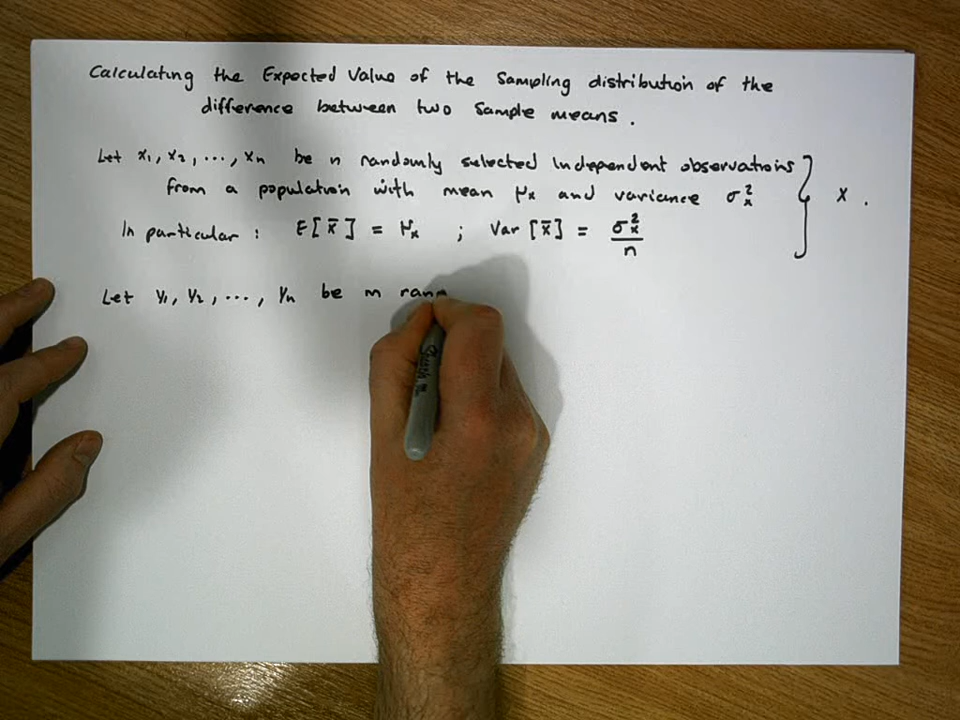 Calculating the Expected Value of the Sampling distribution of the
difference between two Sample means.
Let x₁, x₂, ..., xₙ be n randomly selected independent observations
from a population with mean μₓ and variance σₓ² } X.
In particular: E[x̄] = μₓ ; Var[x̄] = σₓ²/n
Let y₁, y₂, ..., yₙ be m ran